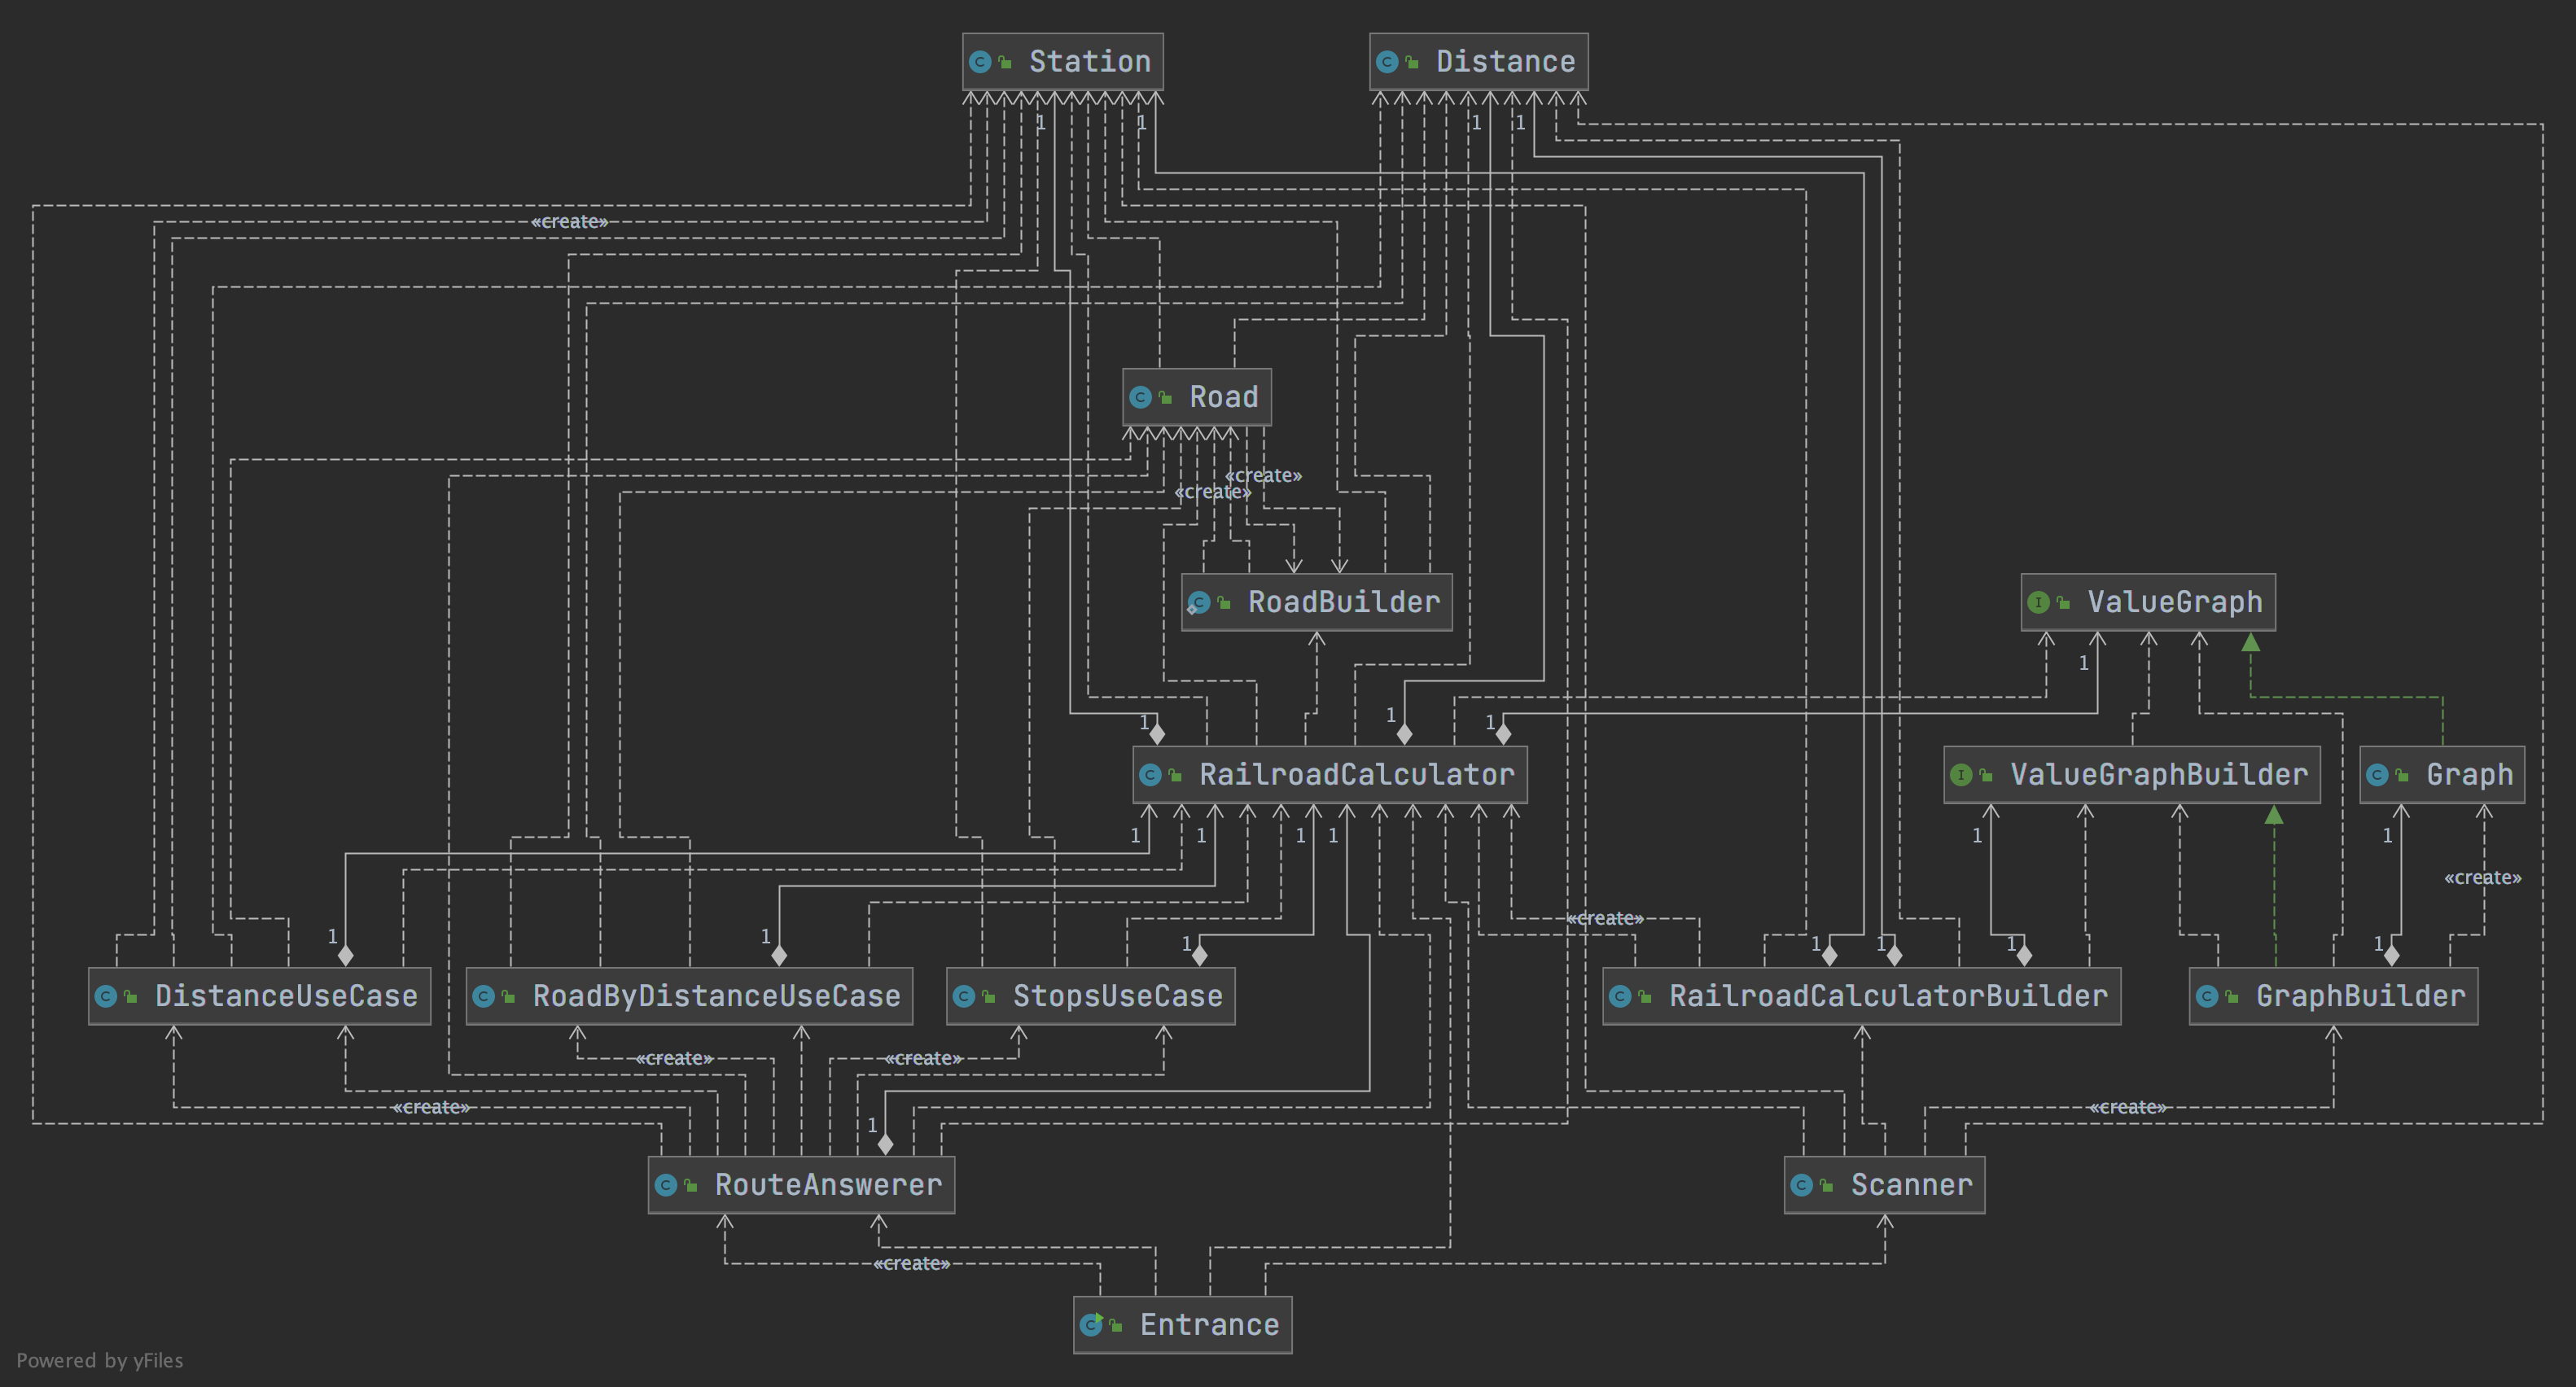 Station
Distance
1
1
1
1
«create»
Road
«create»
«create»
RoadBuilder
ValueGraph
1
1
1
1
RailroadCalculator
ValueGraphBuilder
Graph
1
1
1
1
1
1
«create»
«create»
1
1
1
1
1
1
1
DistanceUseCase
RoadByDistanceUseCase
StopsUseCase
RailroadCalculatorBuilder
GraphBuilder
«create»
«create»
«create»
«create»
1
RouteAnswerer
Scanner
«create»
Entrance
Powered by yFiles